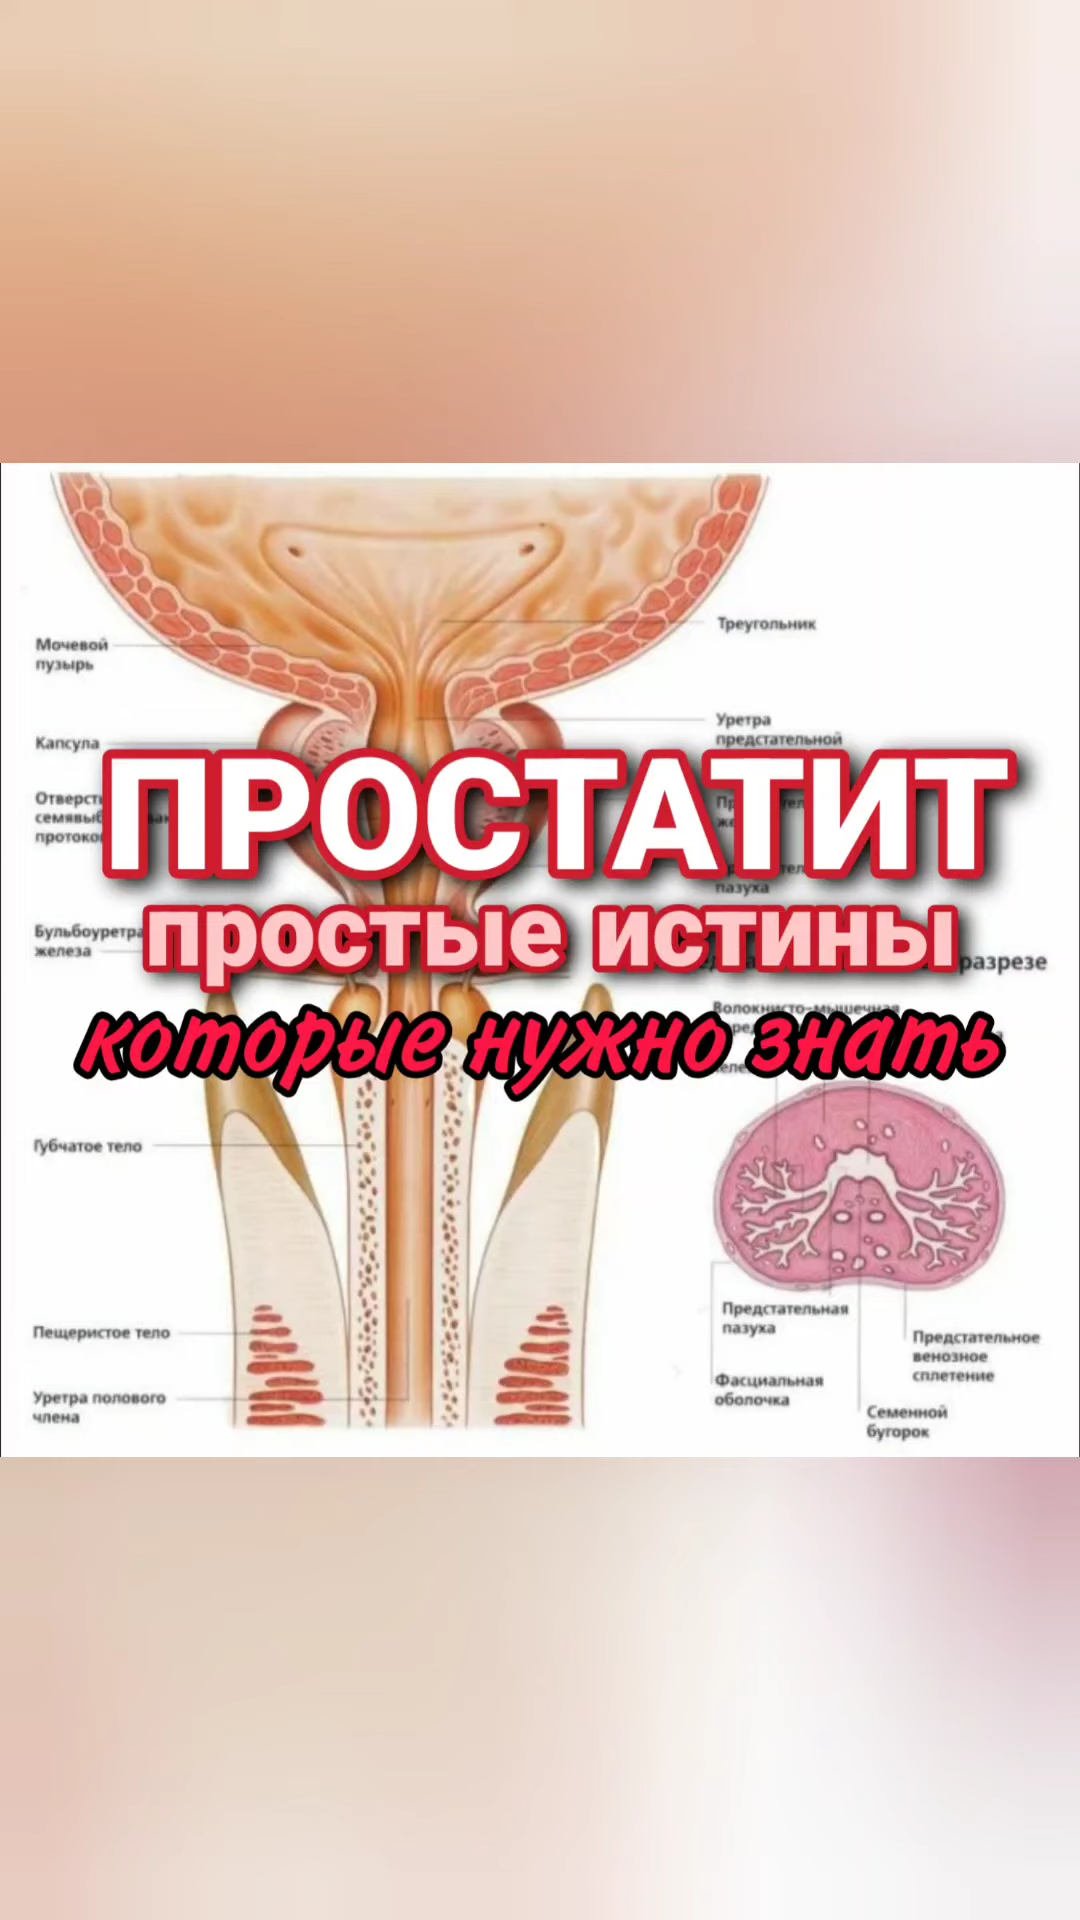 Мочевой
пузырь
Треугольник
Капсула
Уретра
предстательной
ПРОСТАТИТ
пазуха
простые истины
железа
разрезе
которые нужно знать
Губчатое тело
Пещеристое тело
Уретра полового
члена
Предстательная
пазуха
Фасциальная
оболочка
Предстательное
венозное
сплетение
Семенной
бугорок